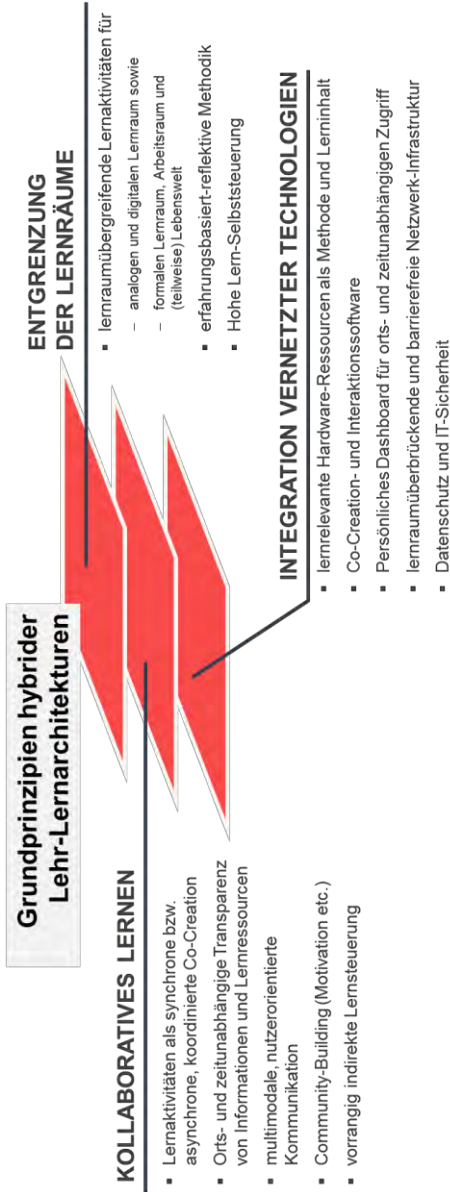 Grundprinzipien hybrider
Lehr-Lernarchitekturen
KOLLABORATIVES LERNEN
▪ Lernaktivitäten als synchrone bzw.
asynchrone, koordinierte Co-Creation
▪ Orts- und zeitunabhängige Transparenz
von Informationen und Lernressourcen
▪ multimodale, nutzerorientierte
Kommunikation
▪ Community-Building (Motivation etc.)
▪ vorrangig indirekte Lernsteuerung
ENTGRENZUNG
DER LERNRÄUME
▪ lernraumübergreifende Lernaktivitäten für
– analogen und digitalen Lernraum sowie
– formalen Lernraum, Arbeitsraum und
(teilweise) Lebenswelt
▪ erfahrungsbasiert-reflektive Methodik
▪ Hohe Lern-Selbststeuerung
INTEGRATION VERNETZTER TECHNOLOGIEN
▪ lernrelevante Hardware-Ressourcen als Methode und Lerninhalt
▪ Co-Creation- und Interaktionssoftware
▪ Persönliches Dashboard für orts- und zeitunabhängigen Zugriff
▪ lernraumüberbrückende und barrierefreie Netzwerk-Infrastruktur
▪ Datenschutz und IT-Sicherheit